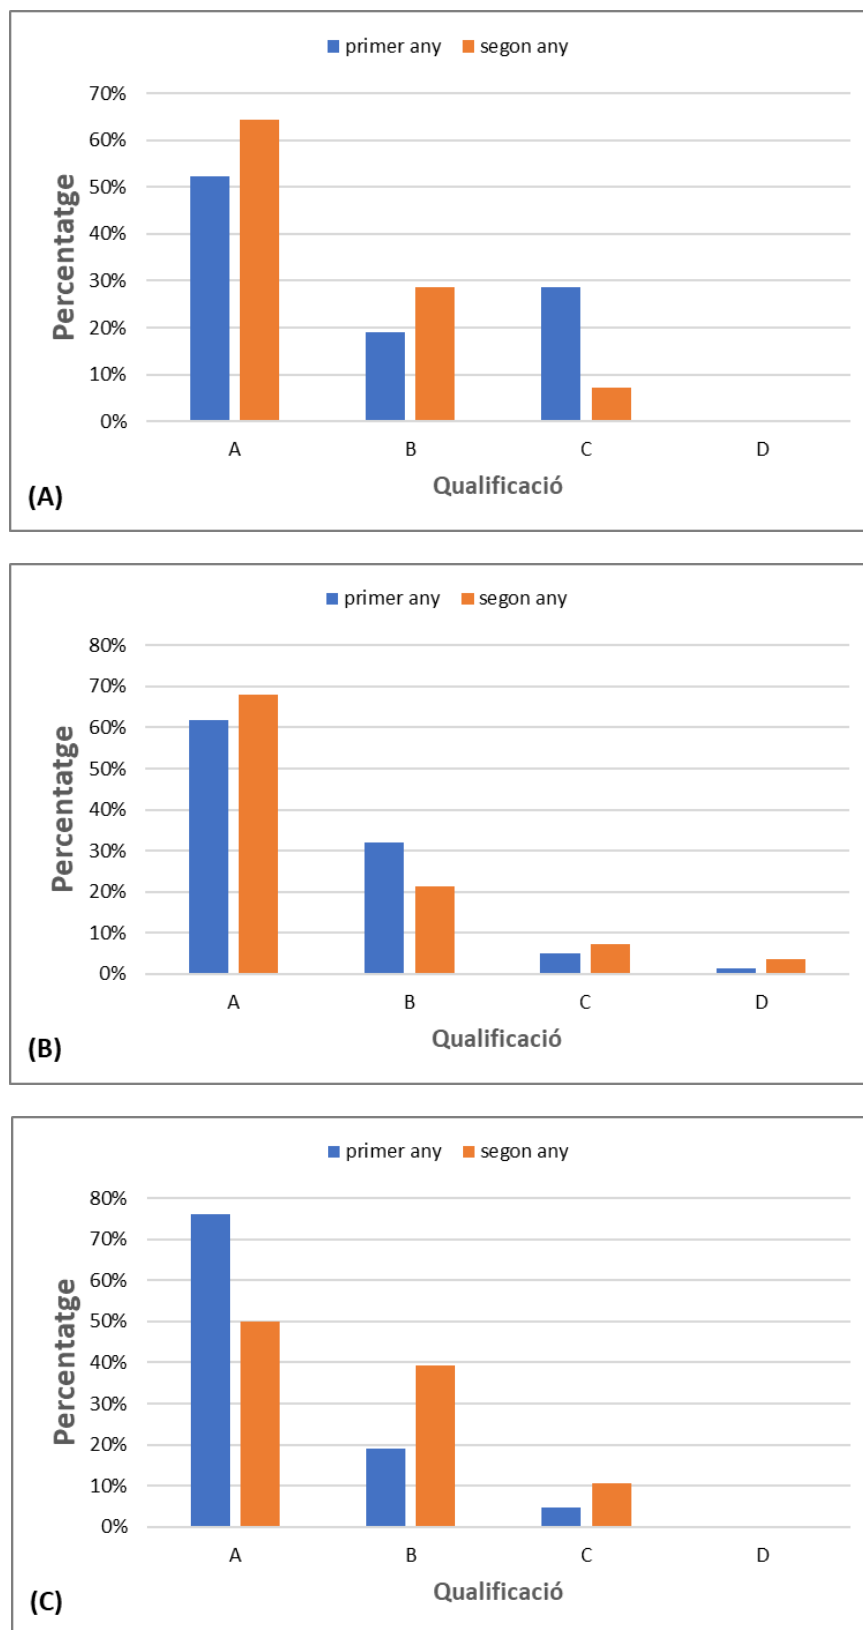 primer any segon any
70%
60%
50%
40%
30%
20%
10%
0%
Percentatge
A B C D
Qualificació
(A)
primer any segon any
80%
70%
60%
50%
40%
30%
20%
10%
0%
Percentatge
A B C D
Qualificació
(B)
primer any segon any
80%
70%
60%
50%
40%
30%
20%
10%
0%
Percentatge
A B C D
Qualificació
(C)